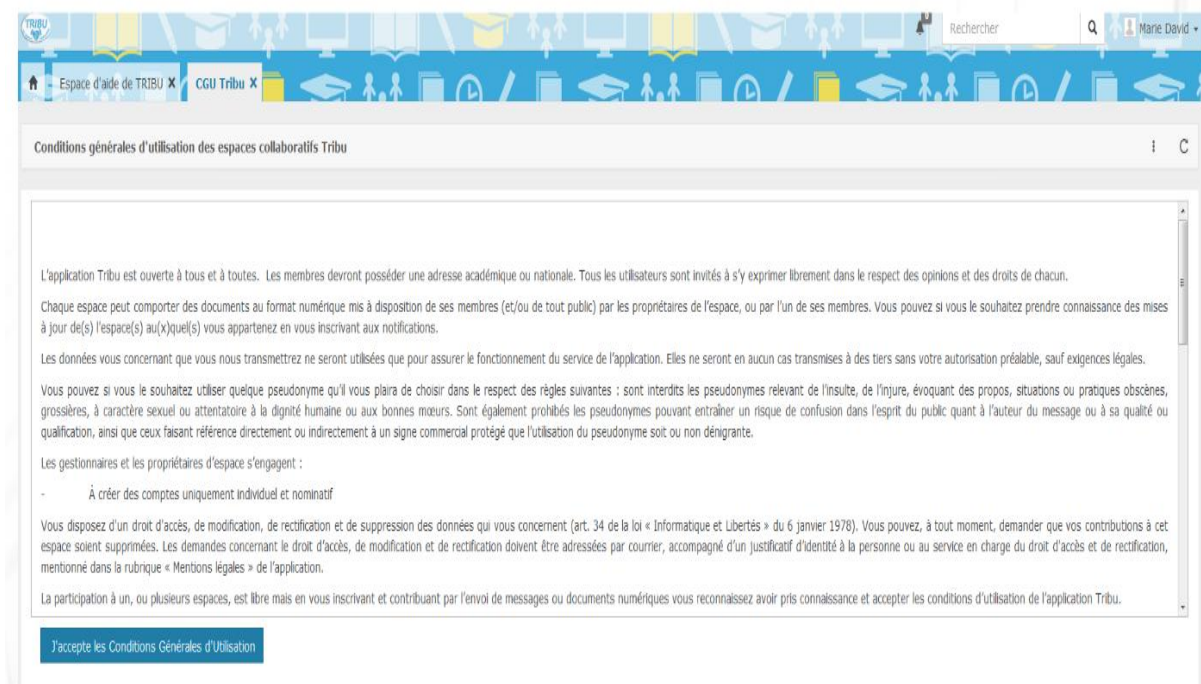 TRIBU
Rechercher
Marie David
Espace d'aide de TRIBU X
CGU Tribu X
Conditions générales d'utilisation des espaces collaboratifs Tribu
L'application Tribu est ouverte à tous et à toutes. Les membres devront posséder une adresse académique ou nationale. Tous les utilisateurs sont invités à s'y exprimer librement dans le respect des opinions et des droits de chacun.
Chaque espace peut comporter des documents au format numérique mis à disposition de ses membres (et/ou de tout public) par les propriétaires de l'espace, ou par l'un de ses membres. Vous pouvez si vous le souhaitez prendre connaissance des mises
à jour de(s) l'espace(s) au(x)quel(s) vous appartenez en vous inscrivant aux notifications.
Les données vous concernant que vous nous transmettrez ne seront utilisées que pour assurer le fonctionnement du service de l'application. Elles ne seront en aucun cas transmises à des tiers sans votre autorisation préalable, sauf exigences légales.
Vous pouvez si vous le souhaitez utiliser quelque pseudonyme qu'il vous plaira de choisir dans le respect des règles suivantes : sont interdits les pseudonymes relevant de l'insulte, de l'injure, évoquant des propos, situations ou pratiques obscènes,
grossières, à caractère sexuel ou attentatoire à la dignité humaine ou aux bonnes mœurs. Sont également prohibés les pseudonymes pouvant entraîner un risque de confusion dans l'esprit du public quant à l'auteur du message ou à sa qualité ou
qualification, ainsi que ceux faisant référence directement ou indirectement à un signe commercial protégé que l'utilisation du pseudonyme soit ou non dénigrante.
Les gestionnaires et les propriétaires d'espace s'engagent :
- À créer des comptes uniquement individuel et nominatif
Vous disposez d'un droit d'accès, de modification, de rectification et de suppression des données qui vous concernent (art. 34 de la loi « Informatique et Libertés » du 6 janvier 1978). Vous pouvez, à tout moment, demander que vos contributions à cet
espace soient supprimées. Les demandes concernant le droit d'accès, de modification et de rectification doivent être adressées par courrier, accompagné d'un justificatif d'identité à la personne ou au service en charge du droit d'accès et de rectification,
mentionné dans la rubrique « Mentions légales » de l'application.
La participation à un, ou plusieurs espaces, est libre mais en vous inscrivant et contribuant par l'envoi de messages ou documents numériques vous reconnaissez avoir pris connaissance et accepter les conditions d'utilisation de l'application Tribu.
J'accepte les Conditions Générales d'Utilisation